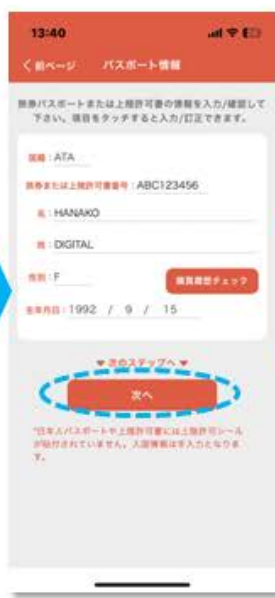 13:40
く前ページ パスポート情報
旅券パスポートまたは上陸許可書の情報を入力/確認して
下さい。項目をタッチすると入力/訂正できます。
国籍：ATA
旅券または上陸許可書番号：ABC123456
名：HANAKO
姓：DIGITAL
性別：F
購買履歴チェック
生年月日：1992 / 9 / 15
次のステップへ
次へ
*日本人パスポートや上陸許可書には上陸許可シール
が貼付されていません。入国情報は手入力となりま
す。